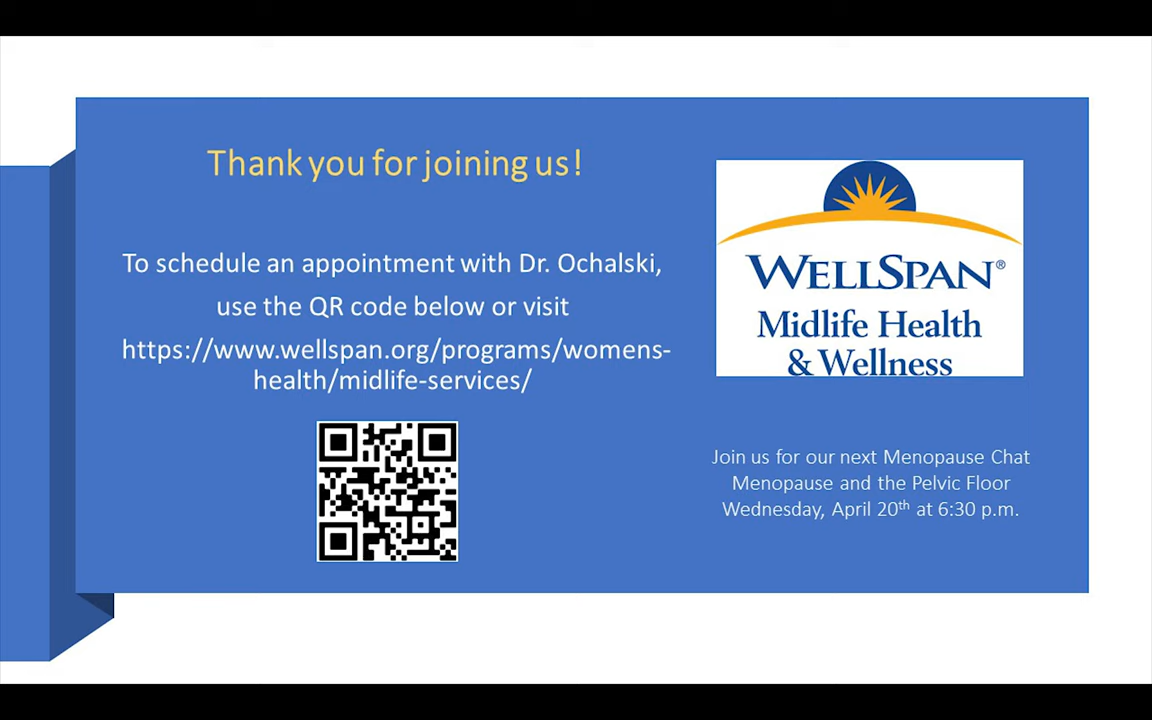 Thank you for joining us!
To schedule an appointment with Dr. Ochalski,
use the QR code below or visit
https://www.wellspan.org/programs/womens-
health/midlife-services/
WELLSPAN®
Midlife Health
& Wellness
Join us for our next Menopause Chat
Menopause and the Pelvic Floor
Wednesday, April 20th at 6:30 p.m.